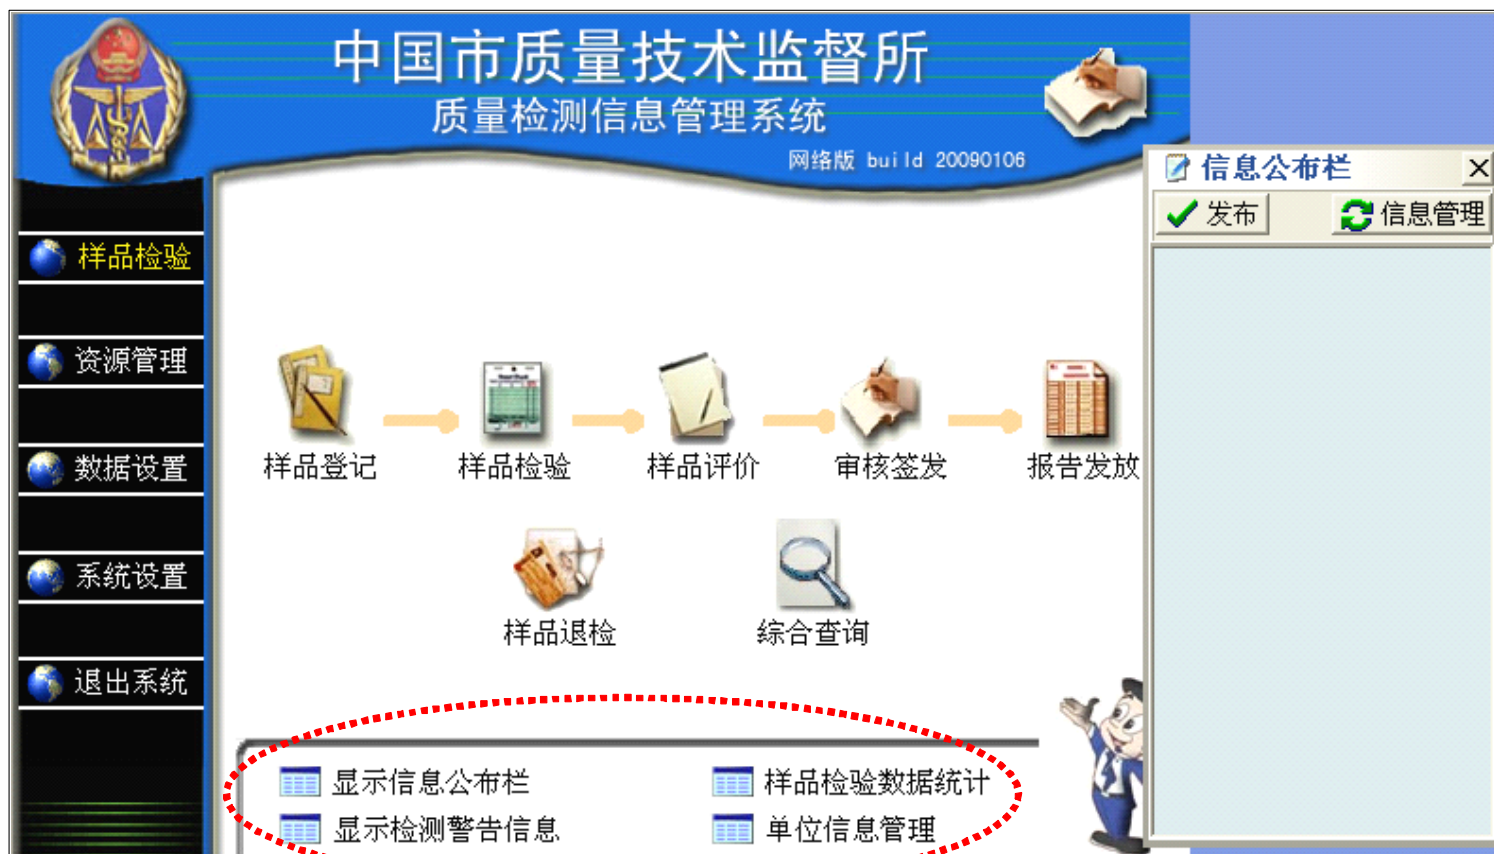 中国市质量技术监督所
质量检测信息管理系统
网络版 build 20090106
信息公布栏
发布 信息管理
样品检验
资源管理
数据设置
系统设置
退出系统
样品登记 样品检验 样品评价 审核签发 报告发放
样品退检 综合查询
显示信息公布栏 样品检验数据统计
显示检测警告信息 单位信息管理